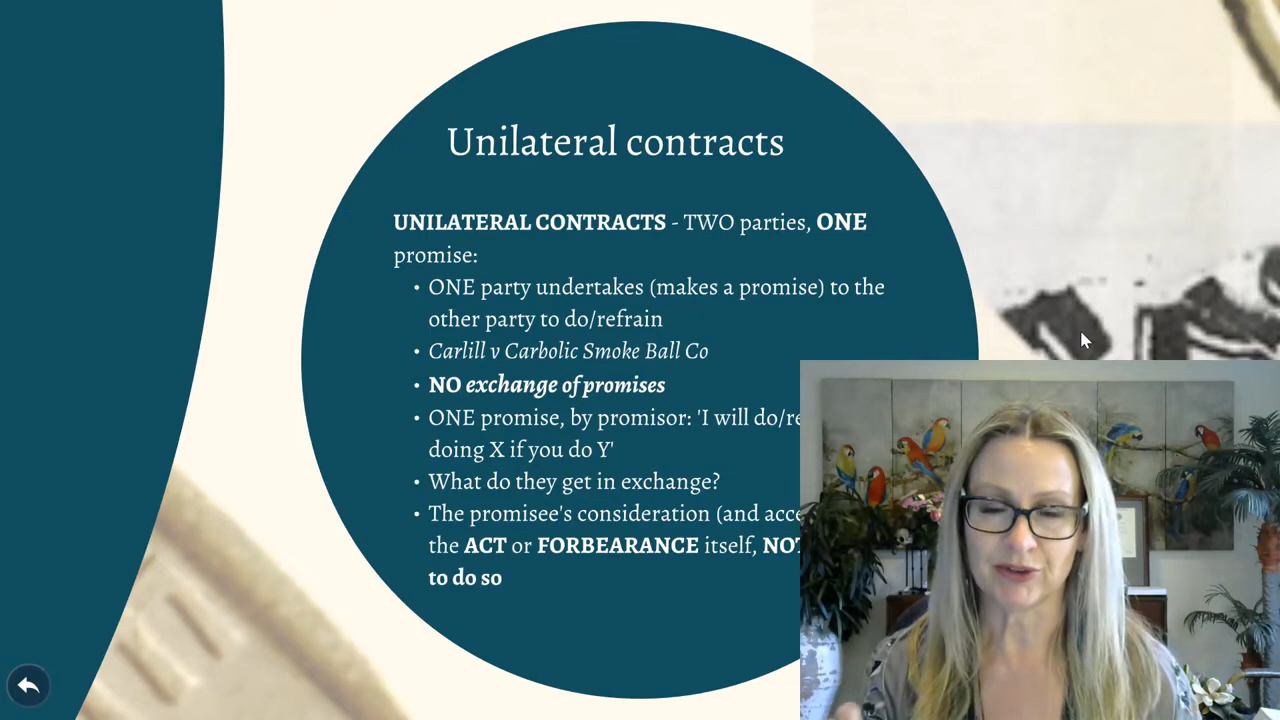 Unilateral contracts
UNILATERAL CONTRACTS - TWO parties, ONE
promise:
• ONE party undertakes (makes a promise) to the
other party to do/refrain
• Carlill v Carbolic Smoke Ball Co
• NO exchange of promises
• ONE promise, by promisor: 'I will do/re
doing X if you do Y'
• What do they get in exchange?
• The promisee's consideration (and acce
the ACT or FORBEARANCE itself, NOT
to do so